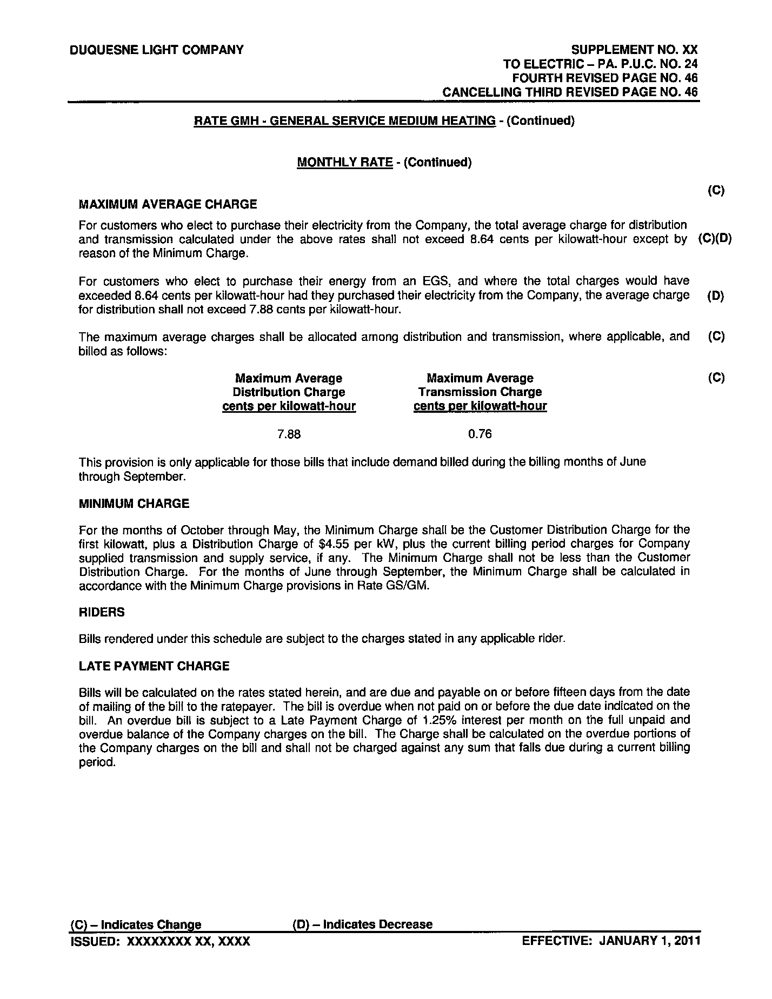 DUQUESNE LIGHT COMPANY
SUPPLEMENT NO. XX
TO ELECTRIC – PA. P.U.C. NO. 24
FOURTH REVISED PAGE NO. 46
CANCELLING THIRD REVISED PAGE NO. 46
RATE GMH - GENERAL SERVICE MEDIUM HEATING - (Continued)
MONTHLY RATE - (Continued)
(C)
MAXIMUM AVERAGE CHARGE
For customers who elect to purchase their electricity from the Company, the total average charge for distribution
and transmission calculated under the above rates shall not exceed 8.64 cents per kilowatt-hour except by (C)(D)
reason of the Minimum Charge.
For customers who elect to purchase their energy from an EGS, and where the total charges would have
exceeded 8.64 cents per kilowatt-hour had they purchased their electricity from the Company, the average charge (D)
for distribution shall not exceed 7.88 cents per kilowatt-hour.
The maximum average charges shall be allocated among distribution and transmission, where applicable, and (C)
billed as follows:
Maximum Average Maximum Average (C)
Distribution Charge Transmission Charge
cents per kilowatt-hour cents per kilowatt-hour
7.88 0.76
This provision is only applicable for those bills that include demand billed during the billing months of June
through September.
MINIMUM CHARGE
For the months of October through May, the Minimum Charge shall be the Customer Distribution Charge for the
first kilowatt, plus a Distribution Charge of $4.55 per kW, plus the current billing period charges for Company
supplied transmission and supply service, if any. The Minimum Charge shall not be less than the Customer
Distribution Charge. For the months of June through September, the Minimum Charge shall be calculated in
accordance with the Minimum Charge provisions in Rate GS/GM.
RIDERS
Bills rendered under this schedule are subject to the charges stated in any applicable rider.
LATE PAYMENT CHARGE
Bills will be calculated on the rates stated herein, and are due and payable on or before fifteen days from the date
of mailing of the bill to the ratepayer. The bill is overdue when not paid on or before the due date indicated on the
bill. An overdue bill is subject to a Late Payment Charge of 1.25% interest per month on the full unpaid and
overdue balance of the Company charges on the bill. The Charge shall be calculated on the overdue portions of
the Company charges on the bill and shall not be charged against any sum that falls due during a current billing
period.
(C) – Indicates Change (D) – Indicates Decrease
ISSUED: XXXXXXXX XX, XXXX EFFECTIVE: JANUARY 1, 2011